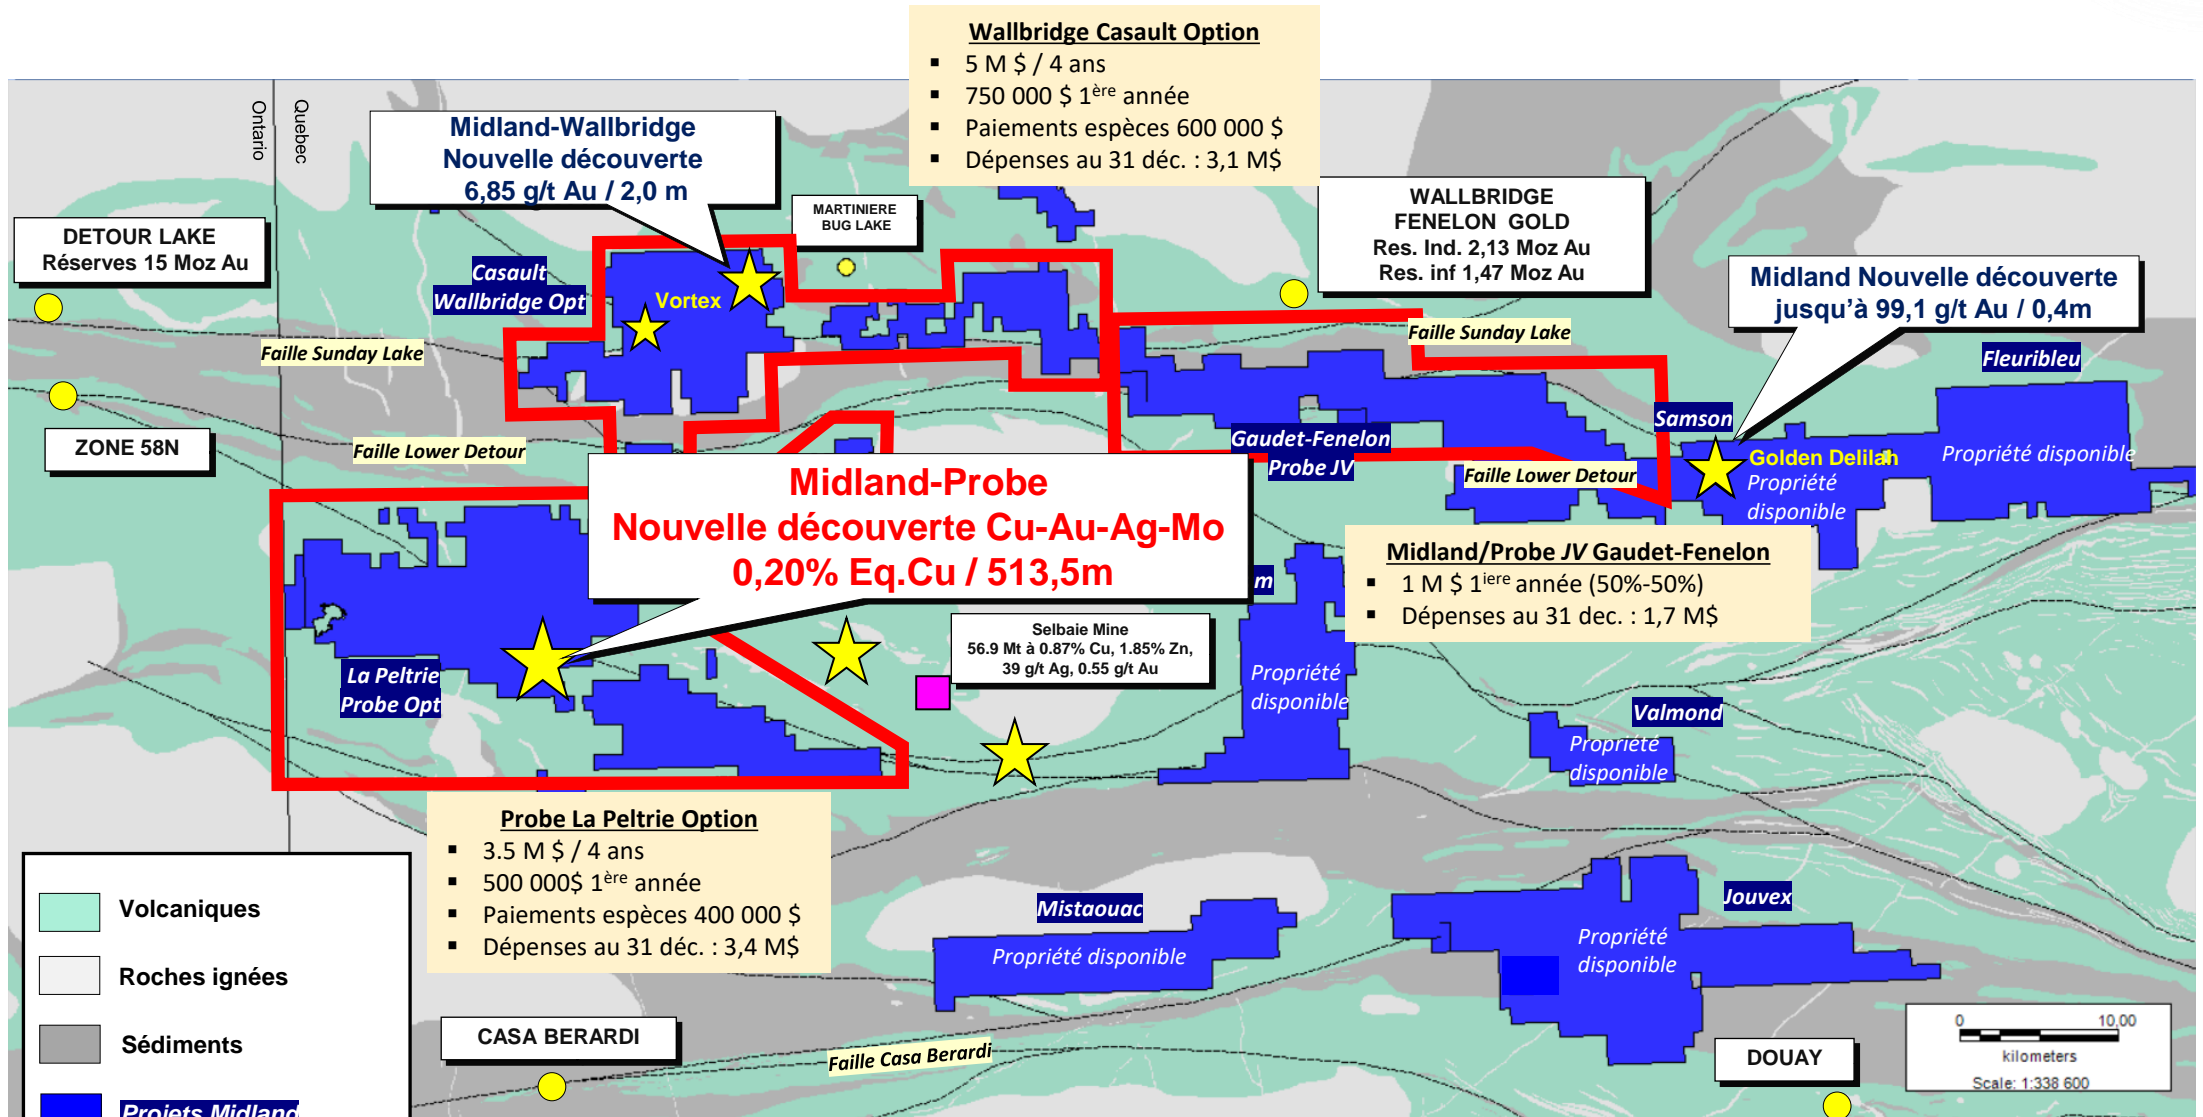 Wallbridge Casault Option
▪ 5 M $ / 4 ans
▪ 750 000 $ 1ère année
▪ Paiements espèces 600 000 $
▪ Dépenses au 31 déc. : 3,1 M$
Ontario
Quebec
Midland-Wallbridge
Nouvelle découverte
6,85 g/t Au / 2,0 m
MARTINIERE
BUG LAKE
WALLBRIDGE
FENELON GOLD
Res. Ind. 2,13 Moz Au
Res. inf 1,47 Moz Au
DETOUR LAKE
Réserves 15 Moz Au
Casault
Wallbridge Opt
Vortex
Midland Nouvelle découverte
jusqu'à 99,1 g/t Au / 0,4m
Faille Sunday Lake
Faille Sunday Lake
Fleuribleu
ZONE 58N
Faille Lower Detour
Gaudet-Fenelon
Probe JV
Samson
Golden Delilah
Propriété
disponible
Propriété disponible
Faille Lower Detour
Midland-Probe
Nouvelle découverte Cu-Au-Ag-Mo
0,20% Eq.Cu / 513,5m
m
Midland/Probe JV Gaudet-Fenelon
▪ 1 M $ 1iere année (50%-50%)
▪ Dépenses au 31 dec. : 1,7 M$
Selbaie Mine
56.9 Mt à 0.87% Cu, 1.85% Zn,
39 g/t Ag, 0.55 g/t Au
La Peltrie
Probe Opt
Propriété
disponible
Valmond
Propriété
disponible
Probe La Peltrie Option
▪ 3.5 M $ / 4 ans
▪ 500 000$ 1ère année
▪ Paiements espèces 400 000 $
▪ Dépenses au 31 déc. : 3,4 M$
Mistaouac
Propriété disponible
Jouvex
Propriété
disponible
Volcaniques
Roches ignées
Sédiments
Projets Midland
CASA BERARDI
Faille Casa Berardi
DOUAY
0 10,00
kilometers
Scale: 1:338 600